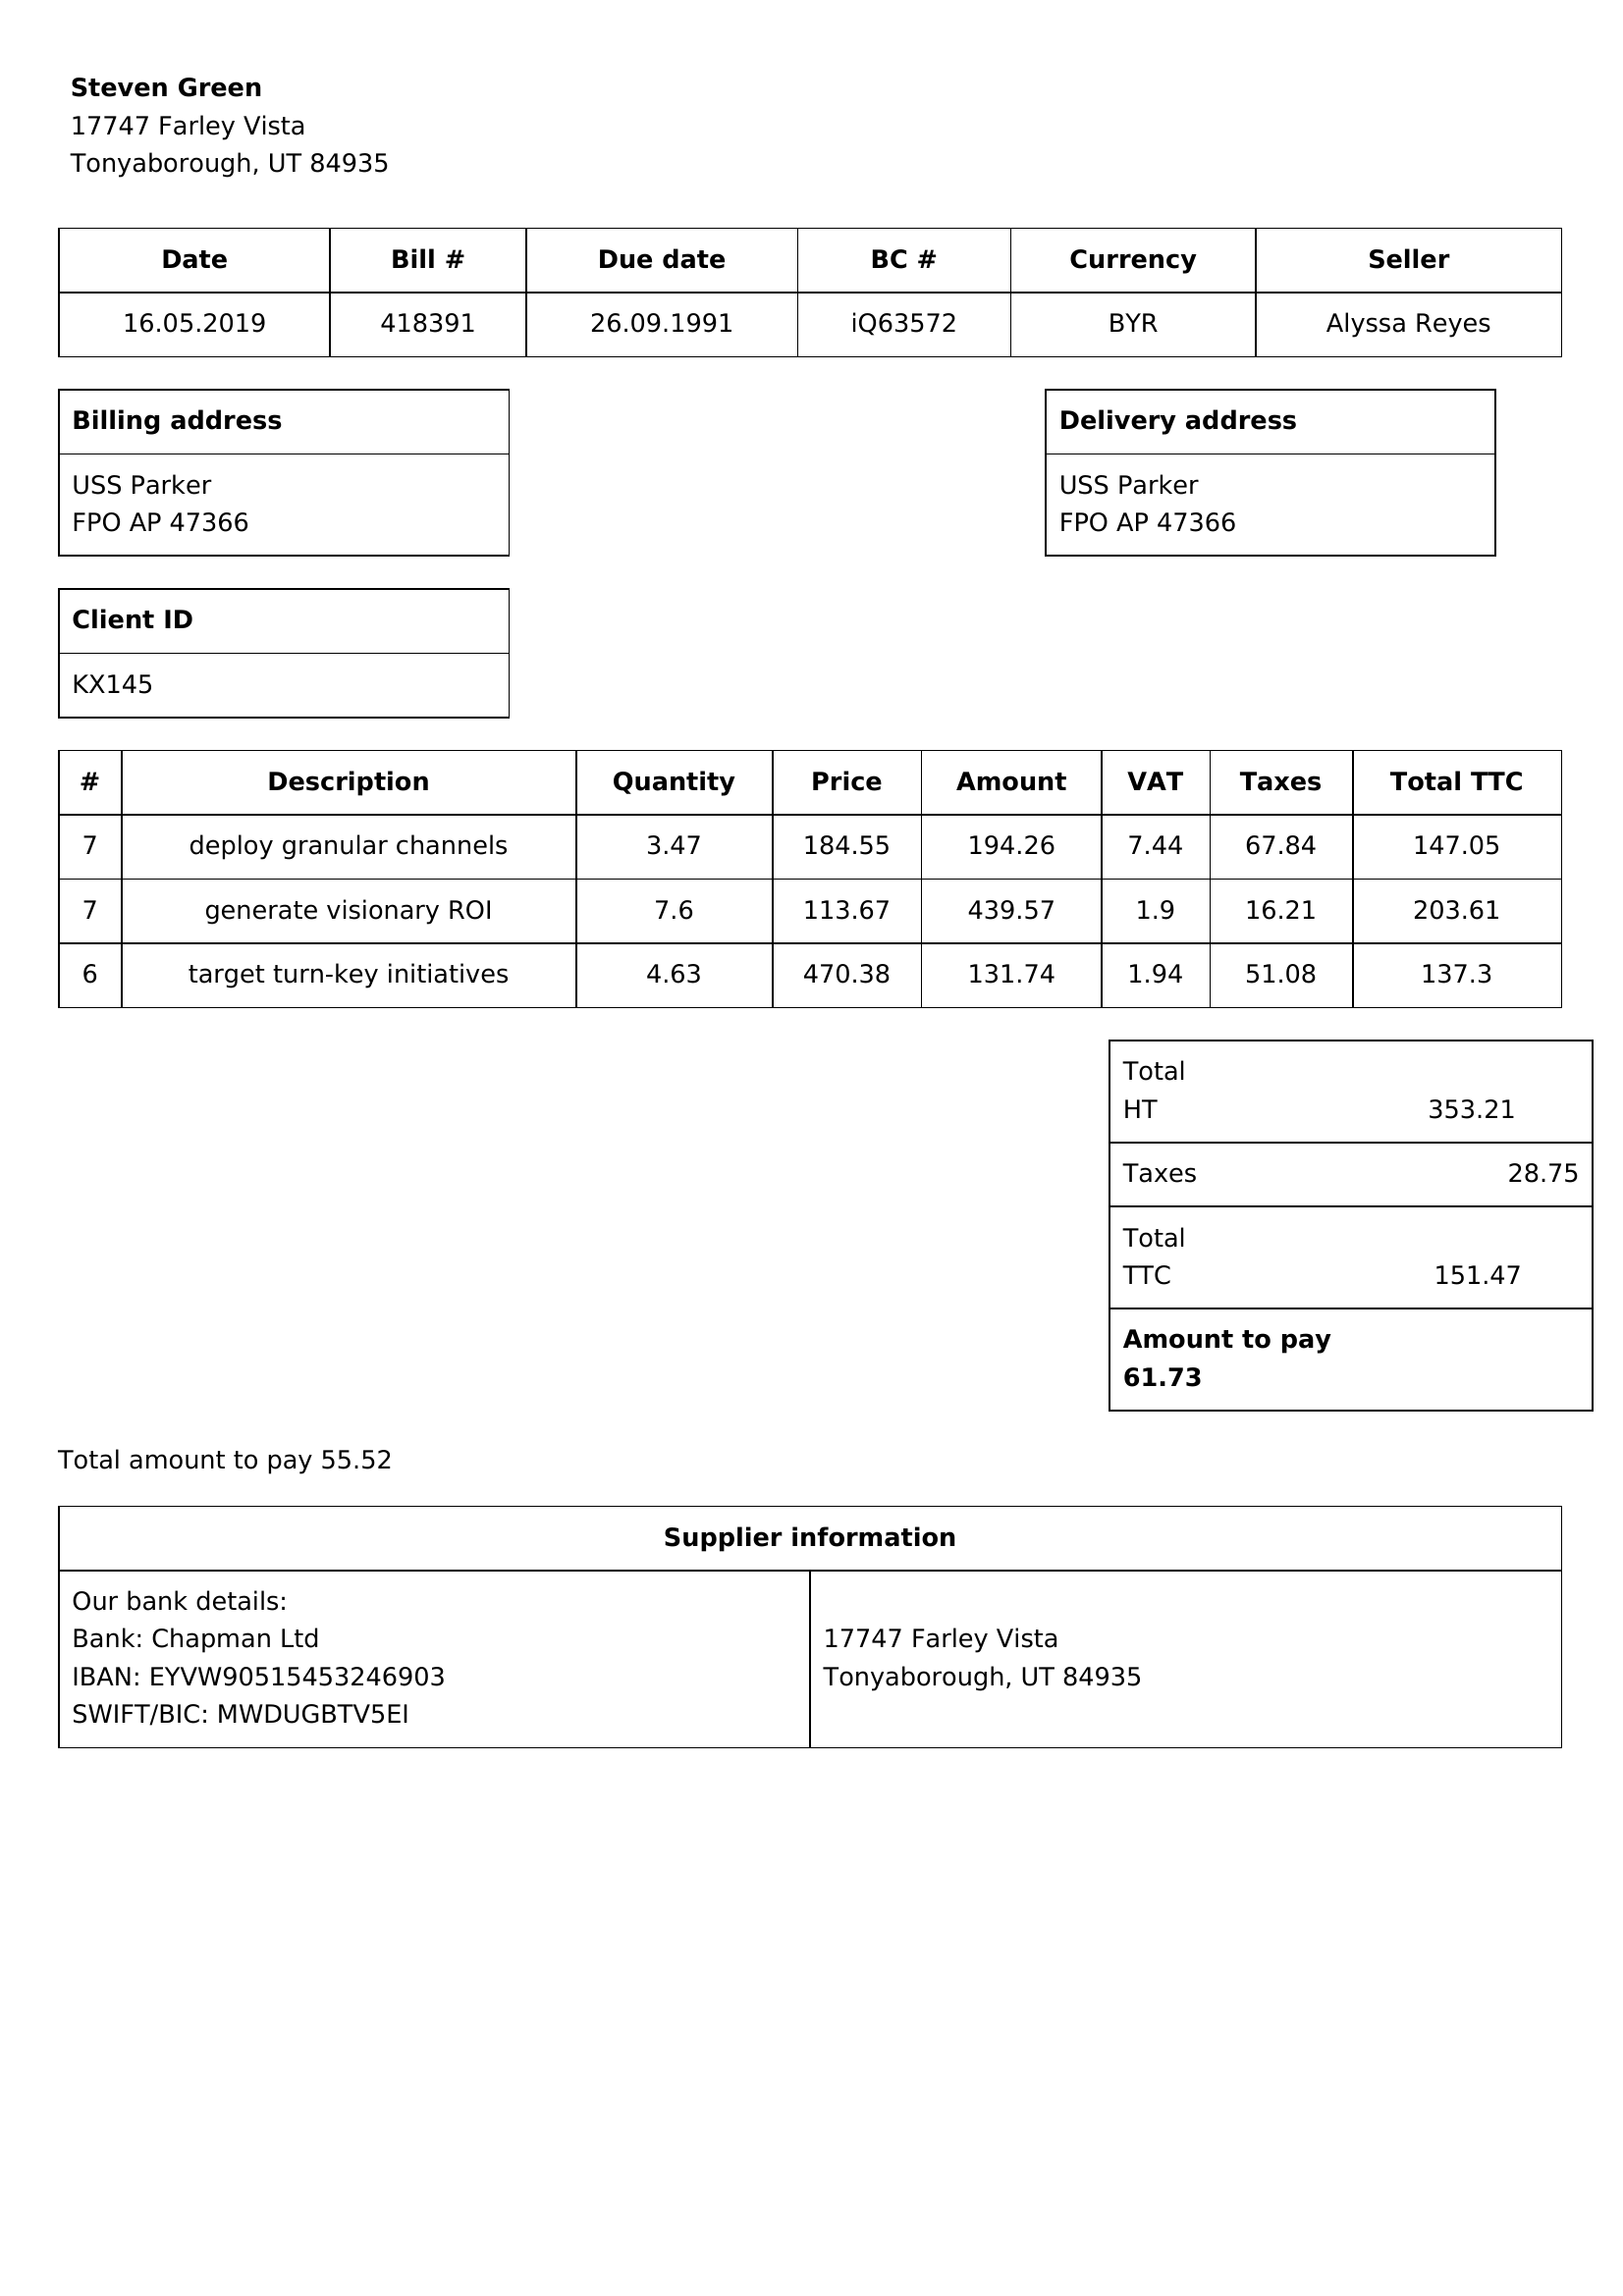 Steven Green
17747 Farley Vista
Tonyaborough, UT 84935
Date Bill # Due date BC # Currency Seller
16.05.2019 418391 26.09.1991 iQ63572 BYR Alyssa Reyes
Billing address
USS Parker
FPO AP 47366
Delivery address
USS Parker
FPO AP 47366
Client ID
KX145
# Description Quantity Price Amount VAT Taxes Total TTC
7 deploy granular channels 3.47 184.55 194.26 7.44 67.84 147.05
7 generate visionary ROI 7.6 113.67 439.57 1.9 16.21 203.61
6 target turn-key initiatives 4.63 470.38 131.74 1.94 51.08 137.3
Total
HT 353.21
Taxes 28.75
Total
TTC 151.47
Amount to pay
61.73
Total amount to pay 55.52
Supplier information
Our bank details:
Bank: Chapman Ltd
IBAN: EYVW90515453246903
SWIFT/BIC: MWDUGBTV5EI
17747 Farley Vista
Tonyaborough, UT 84935